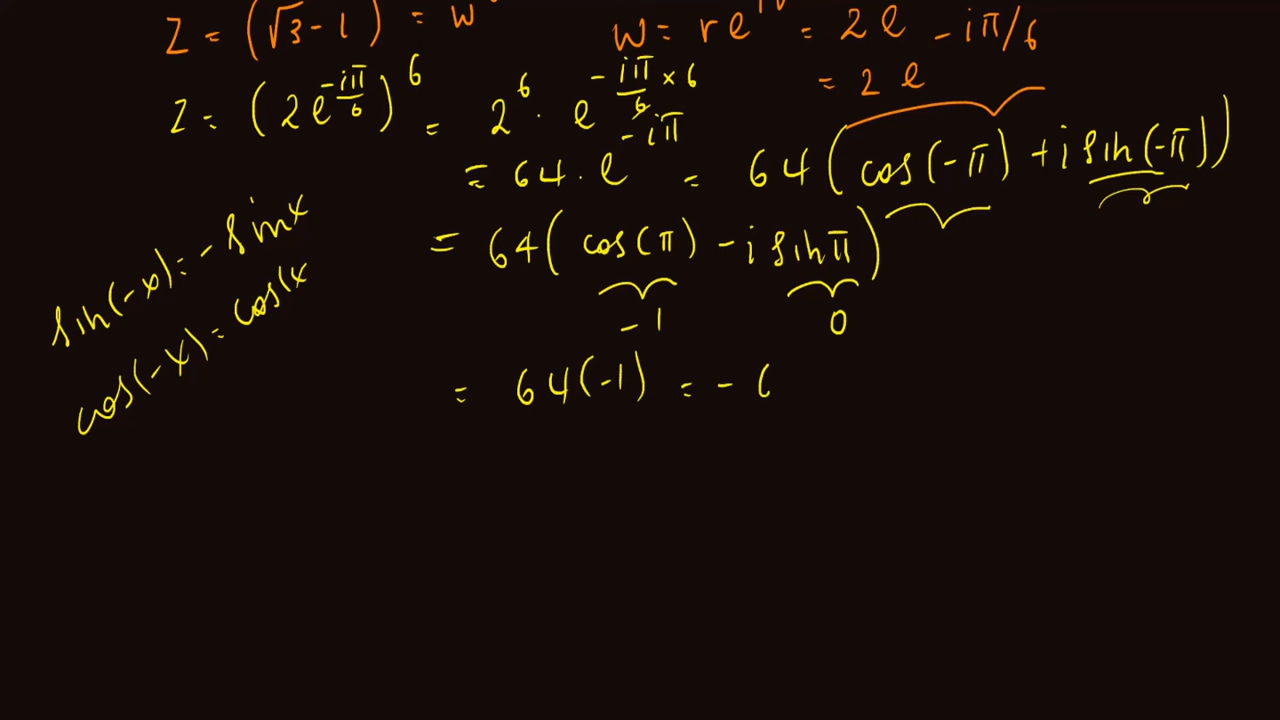 Z = (√3 - i) = w
w = re = 2e - iπ/6
= 2e
Z = (2e^{-iπ/6})^6 = 2^6 · e^{-iπ/6 × 6}
= 64 · e^{-iπ} = 64 (cos(-π) + i sin(-π))
= 64 (cos(π) - i sin π)
-1 0
= 64(-1) = - 6
sin(-x) = - sin x
cos(-x) = cos(x